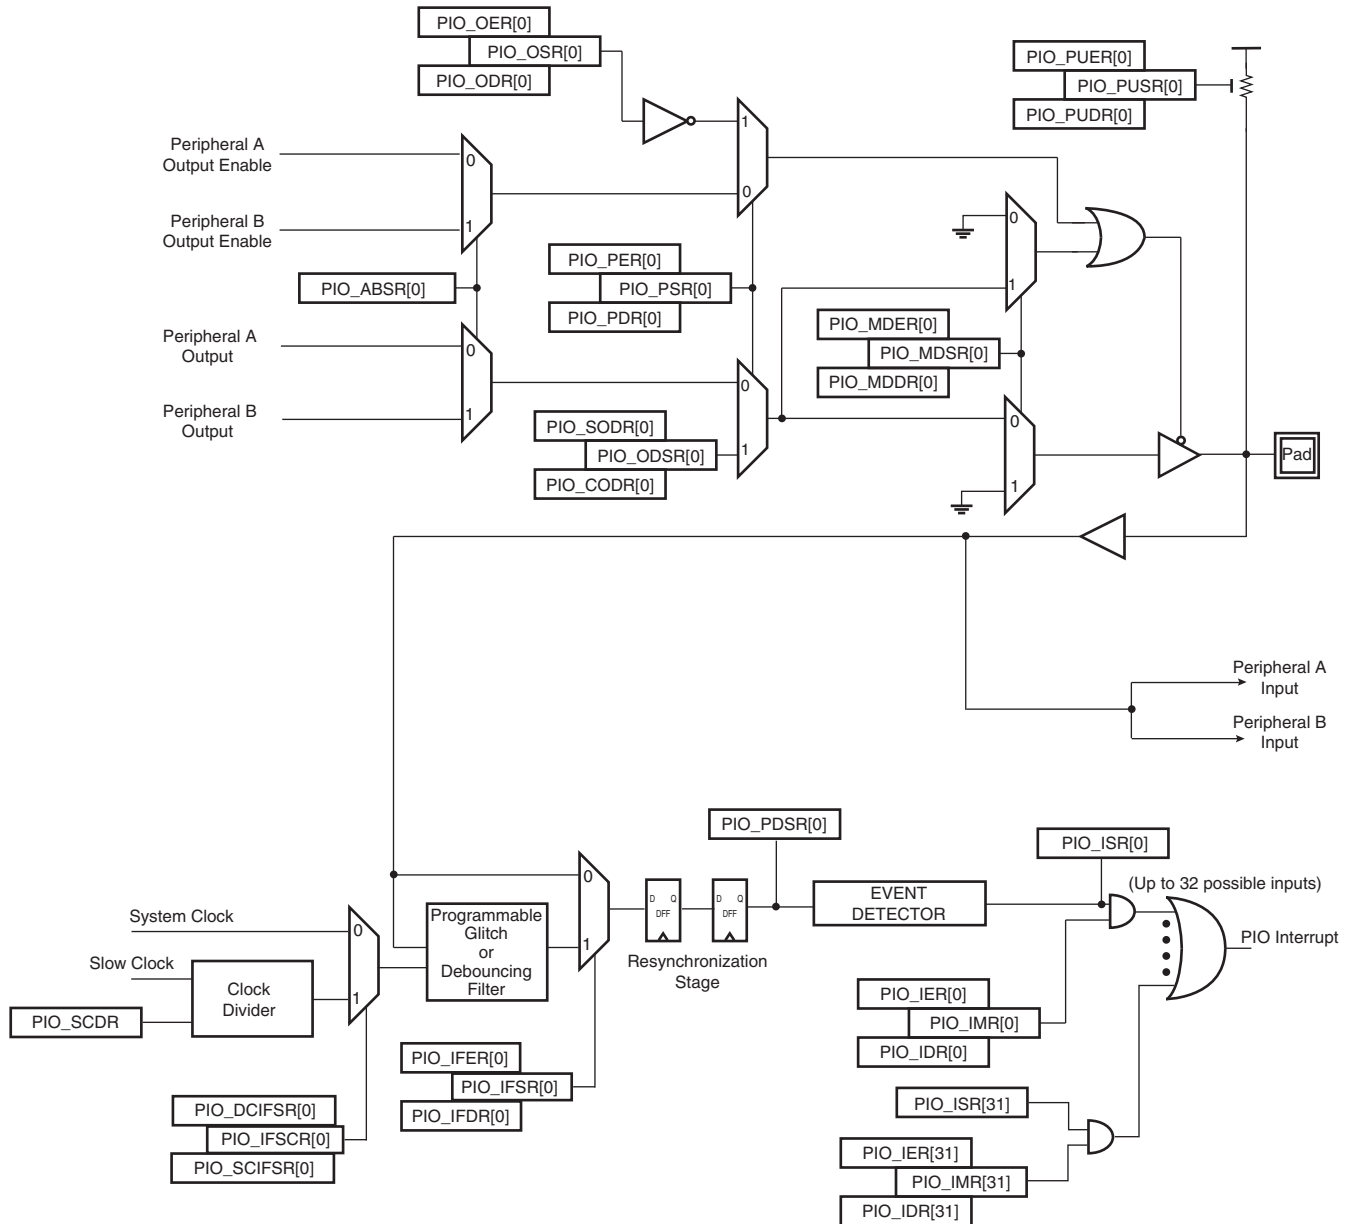 PIO_OER[0]
PIO_OSR[0]
PIO_ODR[0]
PIO_PUER[0]
PIO_PUSR[0]
PIO_PUDR[0]
1
0
Peripheral A
Output Enable
0
Peripheral B
Output Enable
1
PIO_ABSR[0]
PIO_PER[0]
PIO_PSR[0]
PIO_PDR[0]
0
1
PIO_MDER[0]
PIO_MDSR[0]
PIO_MDDR[0]
Peripheral A
Output
0
Peripheral B
Output
1
0
1
PIO_SODR[0]
PIO_ODSR[0]
PIO_CODR[0]
0
1
Pad
Peripheral A
Input
Peripheral B
Input
PIO_PDSR[0]
PIO_ISR[0]
(Up to 32 possible inputs)
System Clock
0
Slow Clock
Clock
Divider
1
PIO_SCDR
Programmable
Glitch
or
Debouncing
Filter
0
1
D Q
DFF
D Q
DFF
Resynchronization
Stage
EVENT
DETECTOR
PIO Interrupt
PIO_IER[0]
PIO_IMR[0]
PIO_IDR[0]
PIO_IFER[0]
PIO_IFSR[0]
PIO_IFDR[0]
PIO_DCIFSR[0]
PIO_IFSCR[0]
PIO_SCIFSR[0]
PIO_ISR[31]
PIO_IER[31]
PIO_IMR[31]
PIO_IDR[31]